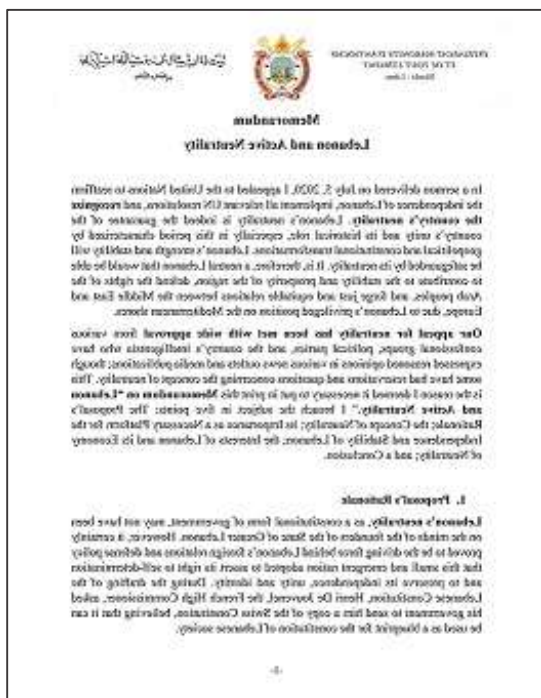 PATRIARCAT MARONITE D'ANTIOCHE
ET DE TOUT L'ORIENT
Memorandum
Lebanon and Active Neutrality
In a sermon delivered on July 5, 2020, I appealed to the United Nations to reaffirm
the independence of Lebanon, implement all relevant UN resolutions, and recognize
the country's neutrality. Lebanon's neutrality is indeed the guarantee of the
country's unity and its historical role, especially in this period characterized by
geopolitical and constitutional transformations. Lebanon's strength and stability will
be safeguarded by its neutrality. It is, therefore, a neutral Lebanon that would be able
to contribute to the stability and prosperity of the region, defend the rights of the
Arab peoples, and forge just and equitable relations between the Middle East and
Europe, due to Lebanon's privileged position on the Mediterranean shores.
Our appeal for neutrality has been met with wide approval from various
confessional groups, political parties, and the country's intelligentsia who have
expressed reasoned opinions in various news outlets and media publications; though
some have had reservations and questions concerning the concept of neutrality. This
is the reason I deemed it necessary to put in print this Memorandum on “Lebanon
and Active Neutrality.” I broach the subject in five points: The Proposal's
Rationale; the Concept of Neutrality; its Importance as a Necessary Platform for the
Independence and Stability of Lebanon; the Interests of Lebanon and its Economy
of Neutrality; and a Conclusion.
1. Proposal's Rationale
Lebanon's neutrality, as a constitutional form of government, may not have been
on the minds of the founders of the State of Greater Lebanon. However, it certainly
proved to be the driving force behind Lebanon's foreign relations and defense policy
that this small and emergent nation adopted to assert its right to self-determination
and to preserve its independence, unity and identity. During the drafting of the
Lebanese Constitution, Henri De Jouvenel, the French High Commissioner, asked
his government to send him a copy of the Swiss Constitution, believing that it can
be used as a blueprint for the constitution of Lebanese society.
-1-